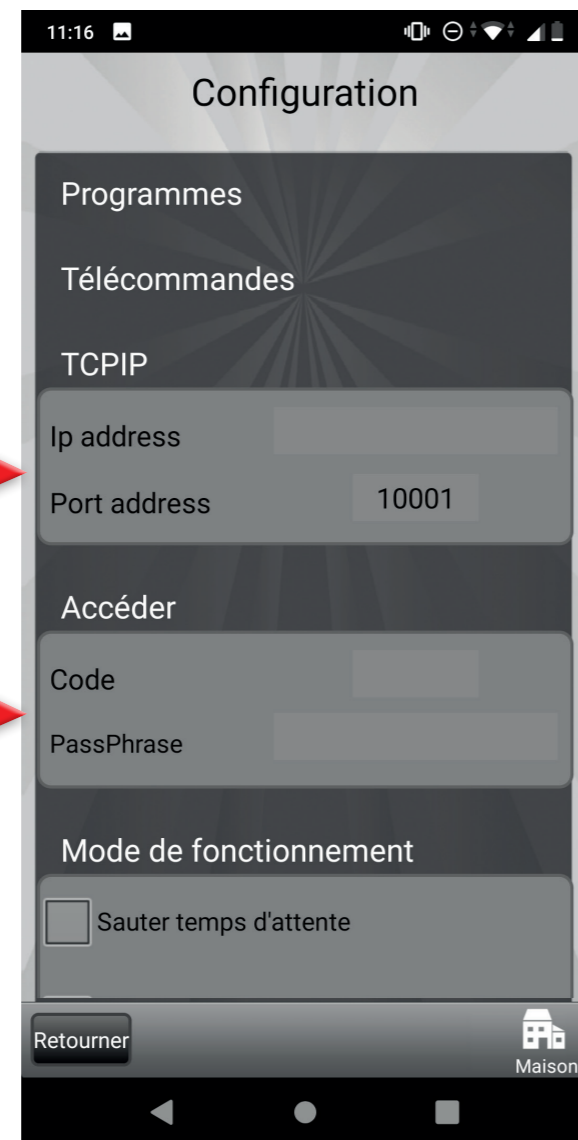 11:16
Configuration
Programmes
Télécommandes
TCPIP
Ip address
Port address 10001
Accéder
Code
PassPhrase
Mode de fonctionnement
Sauter temps d'attente
Retourner
Maison